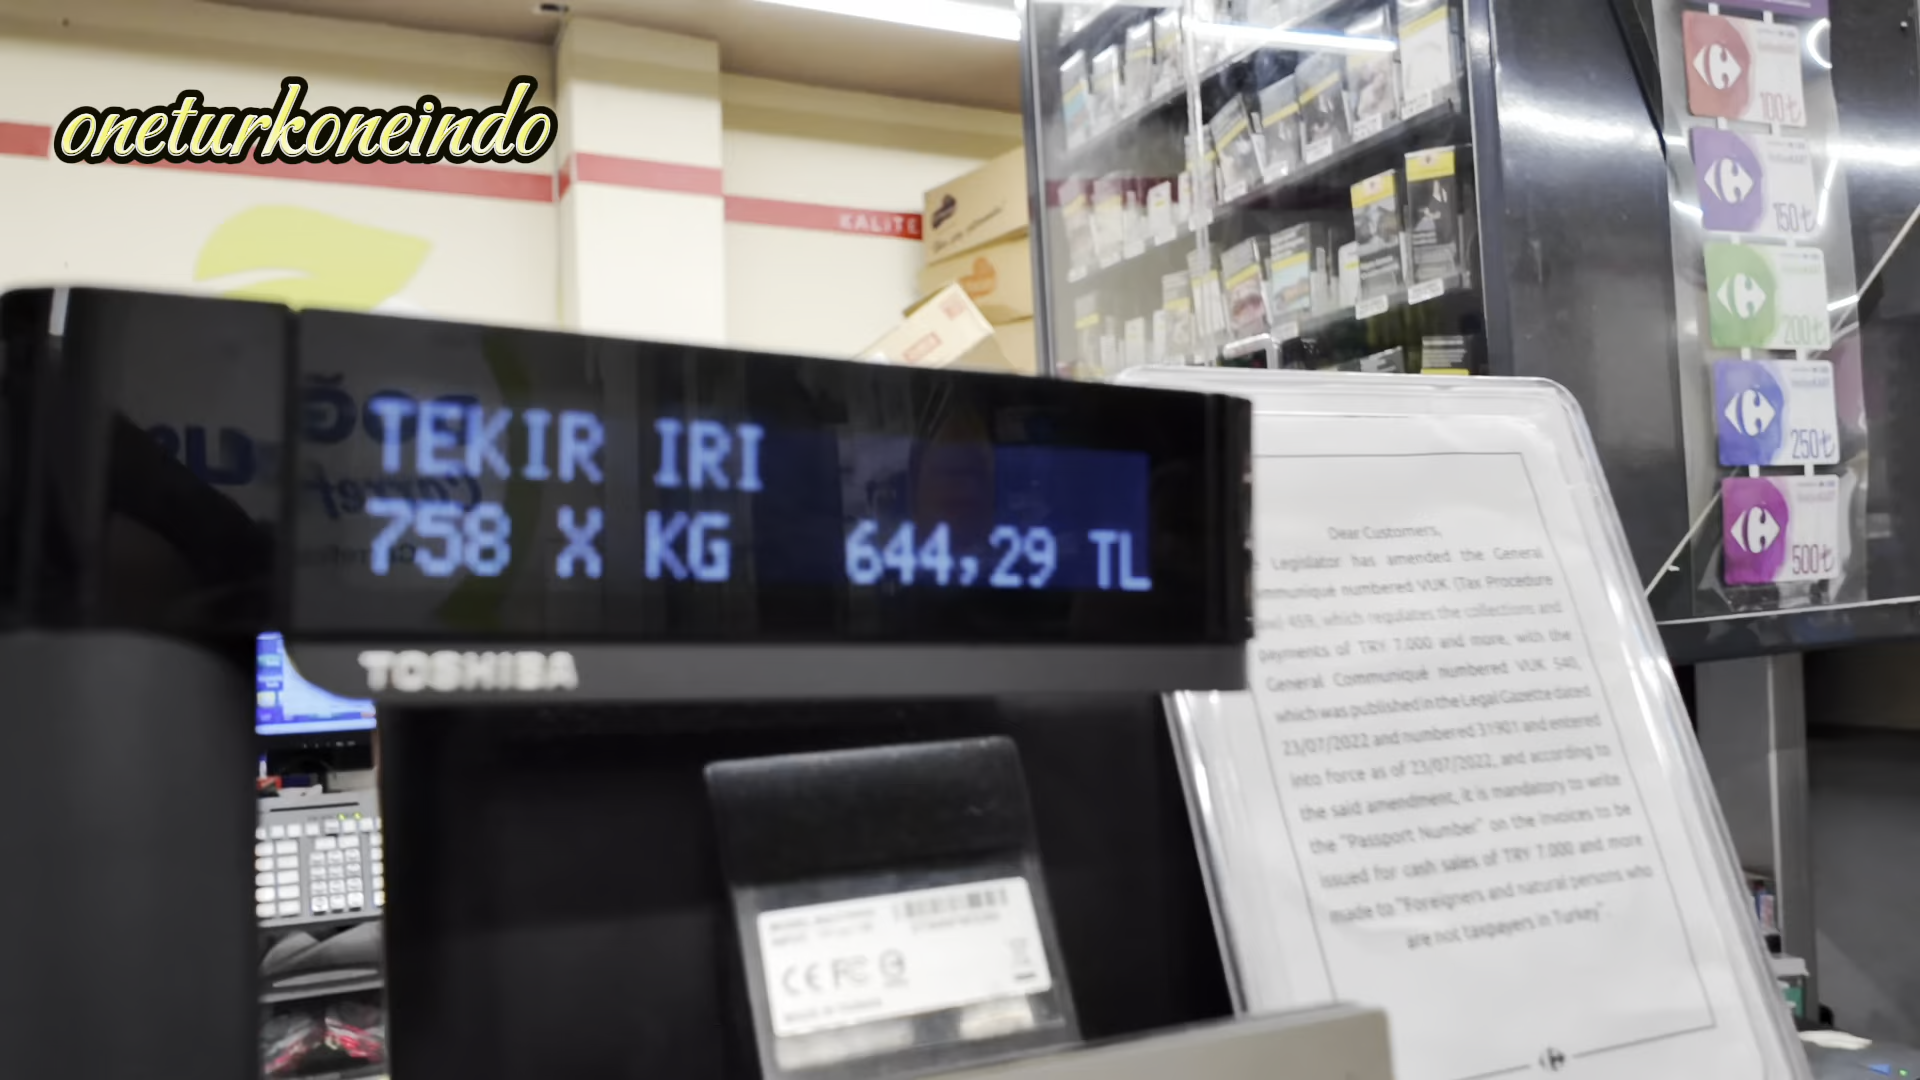 oneturkoneindo
KALİTE
TEKIR IRI
758 X KG 644,29 TL
TOSHIBA
CE FC
Dear Customers,
Legislator has amended the General
numbered VUK (Tax Procedure
459, which regulates the collections and
payments of TRY 7.000 and more, with the
General Communiqué numbered VUK 540,
which was published in the Legal Gazette dated
23/07/2022 and numbered 31901 and entered
into force as of 23/07/2022, and according to
the said amendment, it is mandatory to write
the "Passport Number" on the invoices to be
issued for cash sales of TRY 7.000 and more
made to "Foreigners and natural persons who
are not taxpayers in Turkey".
100₺
150₺
200₺
250₺
500₺